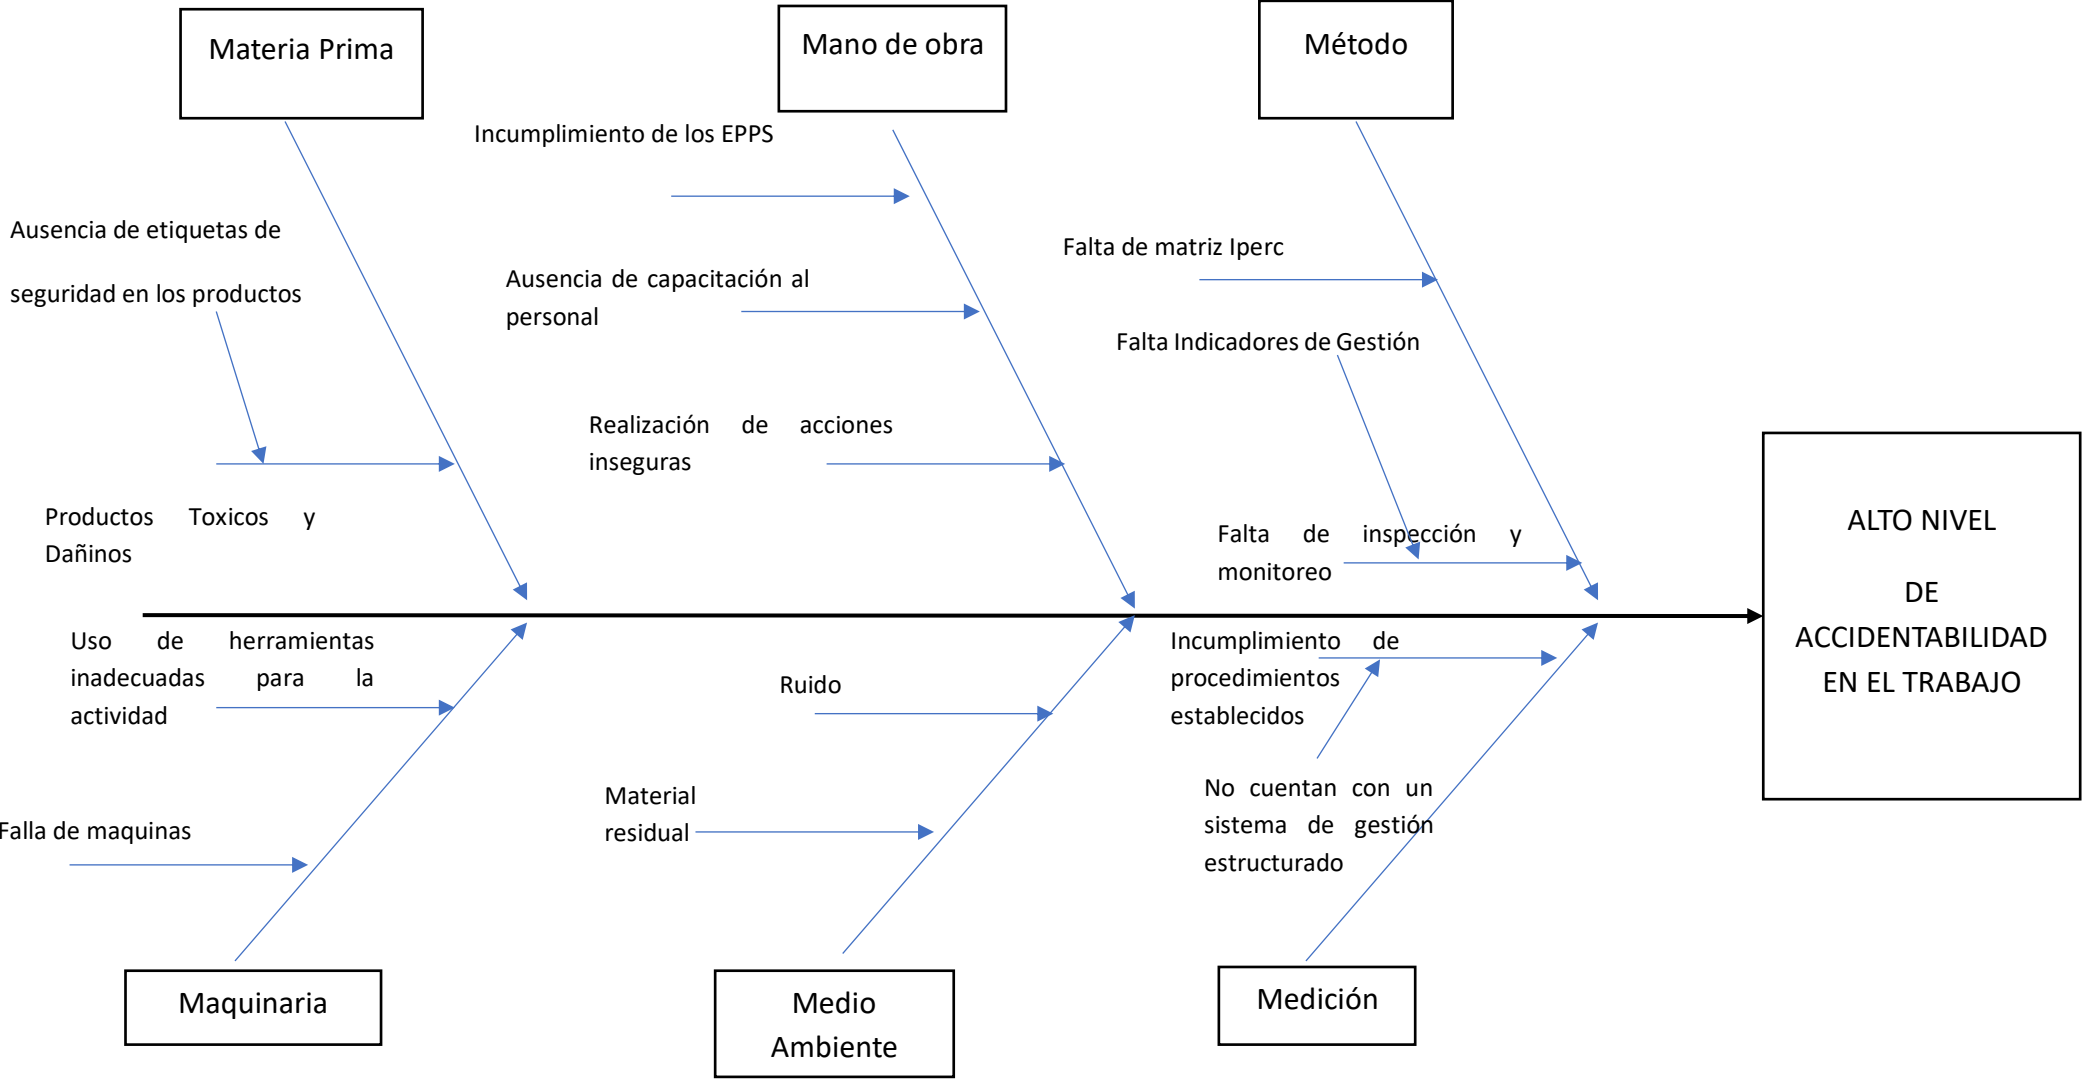 Materia Prima
Mano de obra
Método
Incumplimiento de los EPPS
Ausencia de etiquetas de
seguridad en los productos
Ausencia de capacitación al
personal
Falta de matriz Iperc
Falta Indicadores de Gestión
Realización de acciones
inseguras
Productos Toxicos y
Dañinos
Falta de inspección y
monitoreo
ALTO NIVEL
DE
ACCIDENTABILIDAD
EN EL TRABAJO
Uso de herramientas
inadecuadas para la
actividad
Ruido
Incumplimiento de
procedimientos
establecidos
Falla de maquinas
Material
residual
No cuentan con un
sistema de gestión
estructurado
Maquinaria
Medio
Ambiente
Medición